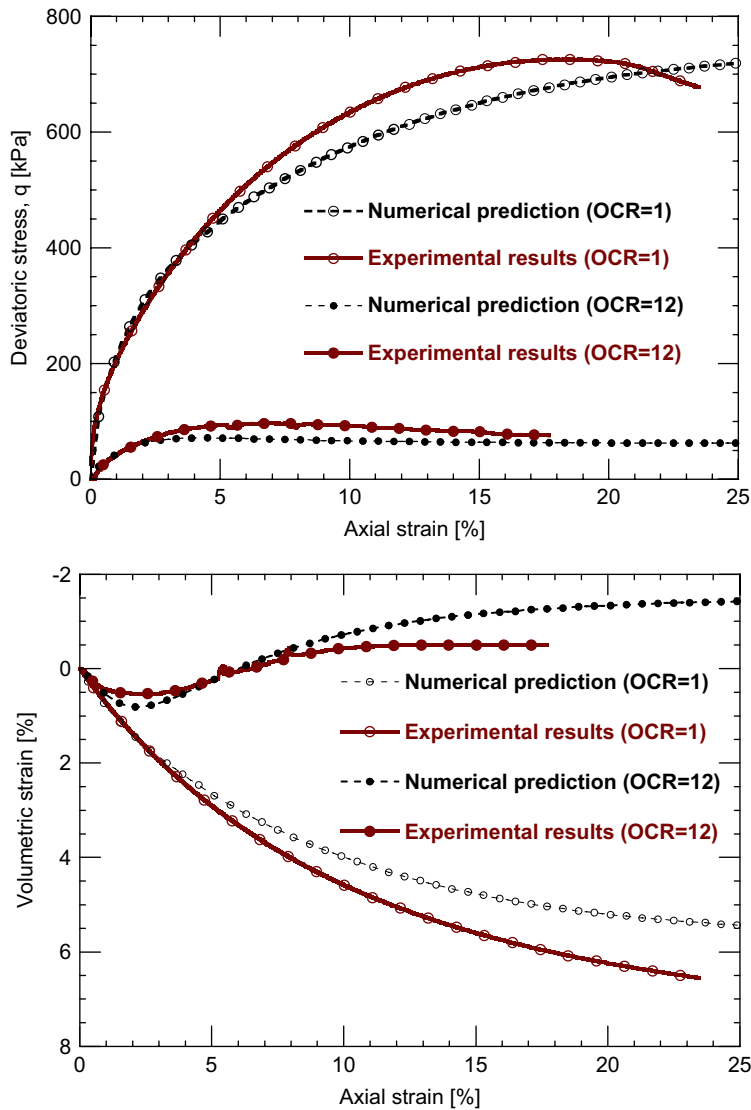 800
600
400
200
0
Deviatoric stress, q [kPa]
Numerical prediction (OCR=1)
Experimental results (OCR=1)
Numerical prediction (OCR=12)
Experimental results (OCR=12)
0 5 10 15 20 25
Axial strain [%]
-2
0
2
4
6
8
Volumetric strain [%]
Numerical prediction (OCR=1)
Experimental results (OCR=1)
Numerical prediction (OCR=12)
Experimental results (OCR=12)
0 5 10 15 20 25
Axial strain [%]